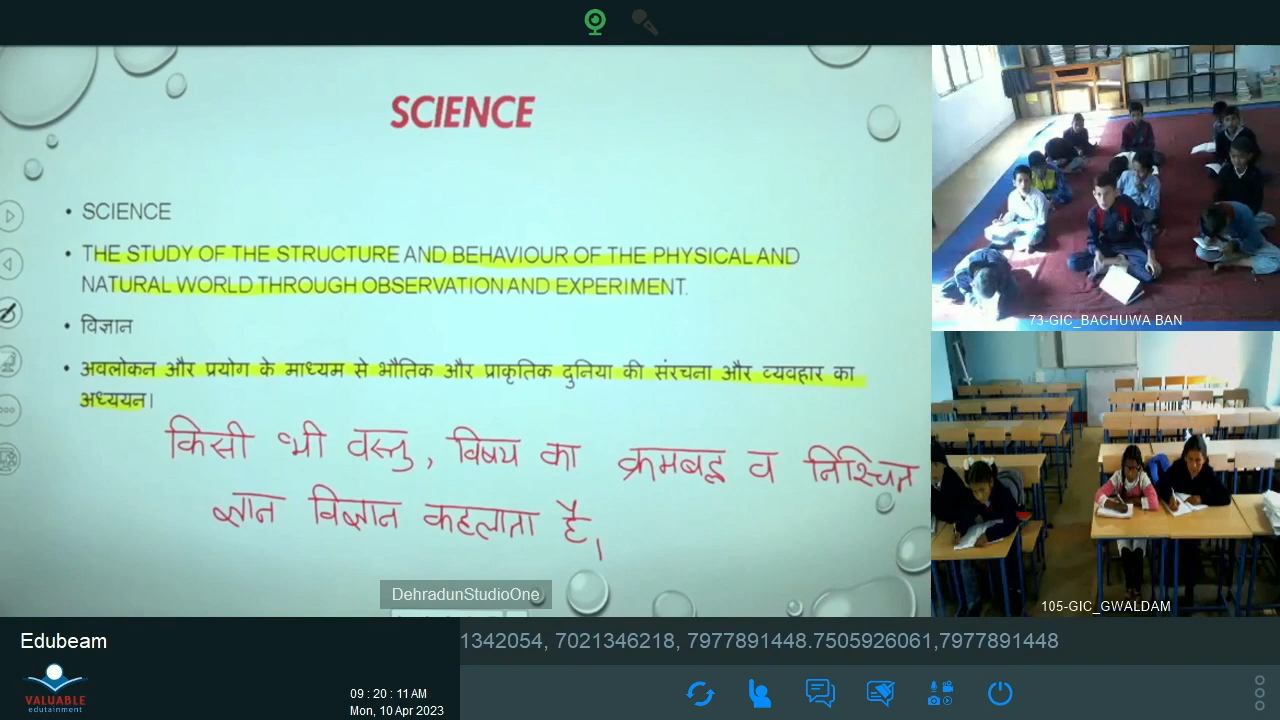 SCIENCE
• SCIENCE
• THE STUDY OF THE STRUCTURE AND BEHAVIOUR OF THE PHYSICAL AND
NATURAL WORLD THROUGH OBSERVATION AND EXPERIMENT.
• विज्ञान
• अवलोकन और प्रयोग के माध्यम से भौतिक और प्राकृतिक दुनिया की संरचना और व्यवहार का
अध्ययन।
किसी भी वस्तु, विषय का क्रमबद्ध व निश्चित
ज्ञान विज्ञान कहलाता है।
DehradunStudioOne
73-GIC_BACHUWA BAN
105-GIC_GWALDAM
Edubeam
1342054, 7021346218, 7977891448.7505926061,7977891448
VALUABLE
edutainment
09 : 20 : 11 AM
Mon, 10 Apr 2023